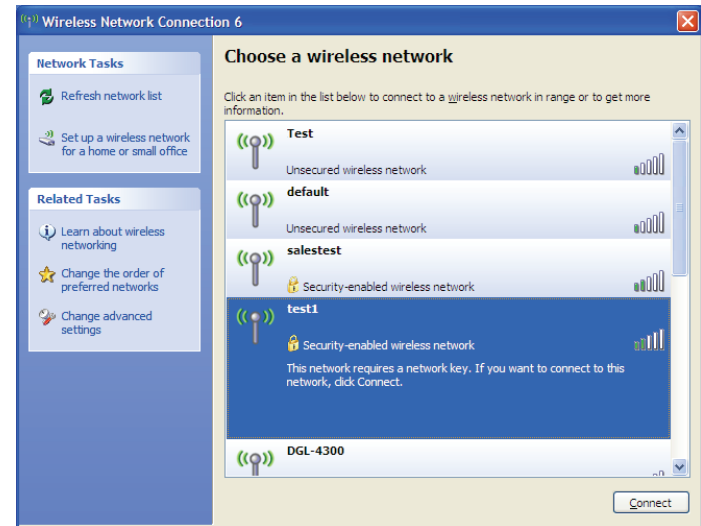 Wireless Network Connection 6
Network Tasks
Refresh network list
Set up a wireless network
for a home or small office
Related Tasks
Learn about wireless
networking
Change the order of
preferred networks
Change advanced
settings
Choose a wireless network
Click an item in the list below to connect to a wireless network in range or to get more
information.
Test
Unsecured wireless network
default
Unsecured wireless network
salestest
Security-enabled wireless network
test1
Security-enabled wireless network
This network requires a network key. If you want to connect to this
network, click Connect.
DGL-4300
Connect